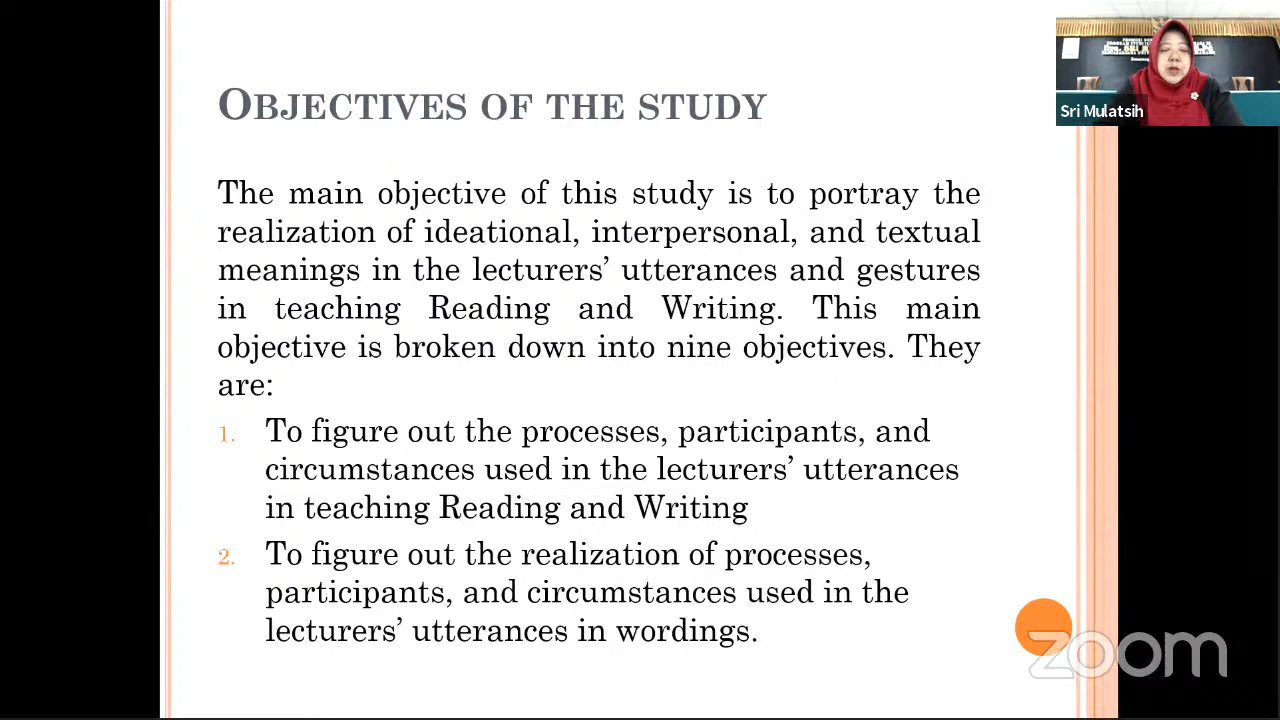 OBJECTIVES OF THE STUDY
The main objective of this study is to portray the
realization of ideational, interpersonal, and textual
meanings in the lecturers’ utterances and gestures
in teaching Reading and Writing. This main
objective is broken down into nine objectives. They
are:
1. To figure out the processes, participants, and
circumstances used in the lecturers’ utterances
in teaching Reading and Writing
2. To figure out the realization of processes,
participants, and circumstances used in the
lecturers’ utterances in wordings.
Sri Mulatsih
zoom